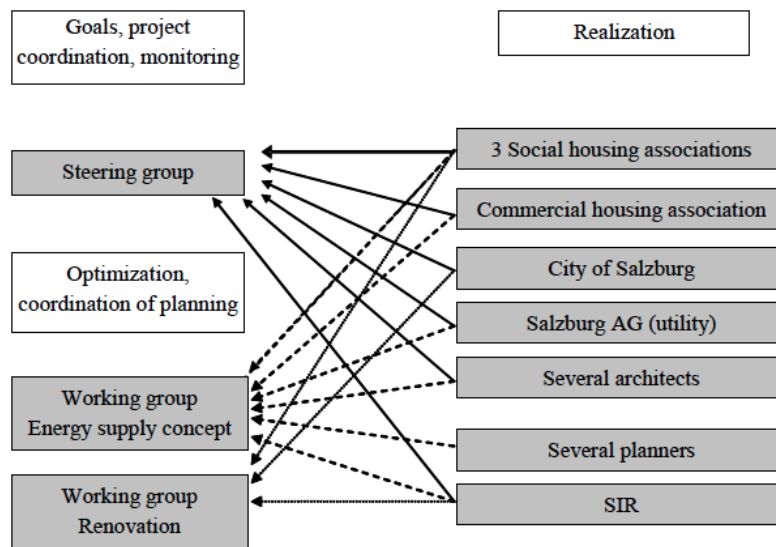 Goals, project
coordination, monitoring
Realization
Steering group
Optimization,
coordination of planning
Working group
Energy supply concept
Working group
Renovation
3 Social housing associations
Commercial housing association
City of Salzburg
Salzburg AG (utility)
Several architects
Several planners
SIR